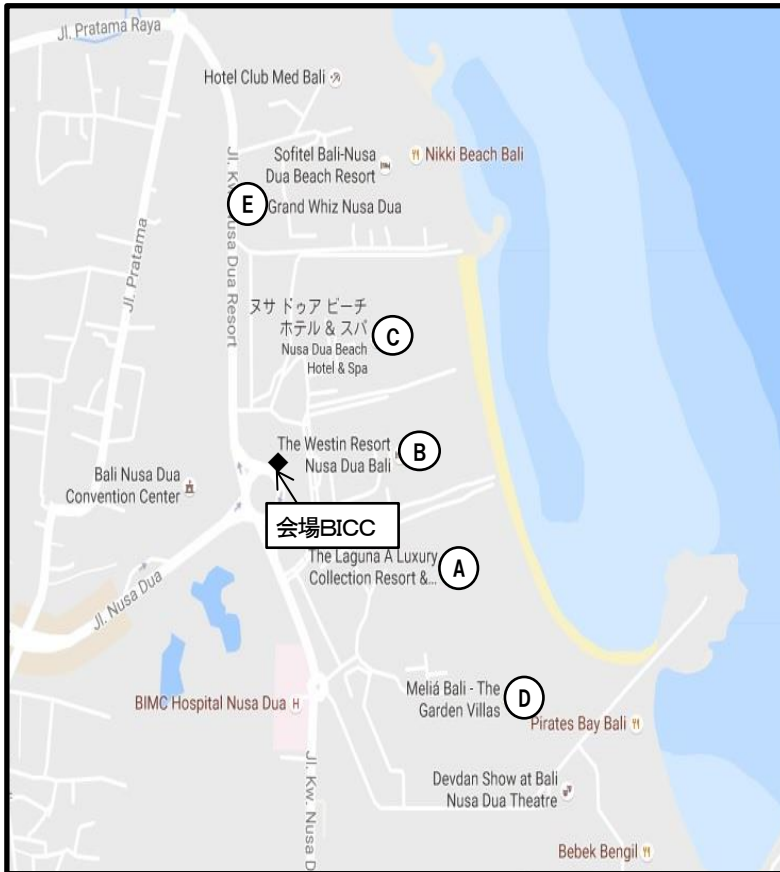 Jl. Pratama Raya
Hotel Club Med Bali
Sofitel Bali-Nusa
Dua Beach Resort
Nikki Beach Bali
E
Grand Whiz Nusa Dua
Jl. Kw. Nusa Dua Resort
Jl. Pratama
ヌサ ドゥア ビーチ
ホテル & スパ
Nusa Dua Beach
Hotel & Spa
C
The Westin Resort
Nusa Dua Bali
B
Bali Nusa Dua
Convention Center
会場BICC
The Laguna A Luxury
Collection Resort &...
A
Jl. Nusa Dua
BIMC Hospital Nusa Dua
H
Meliá Bali - The
Garden Villas
D
Pirates Bay Bali
Devdan Show at Bali
Nusa Dua Theatre
Jl. Kw. Nusa D
Bebek Bengil